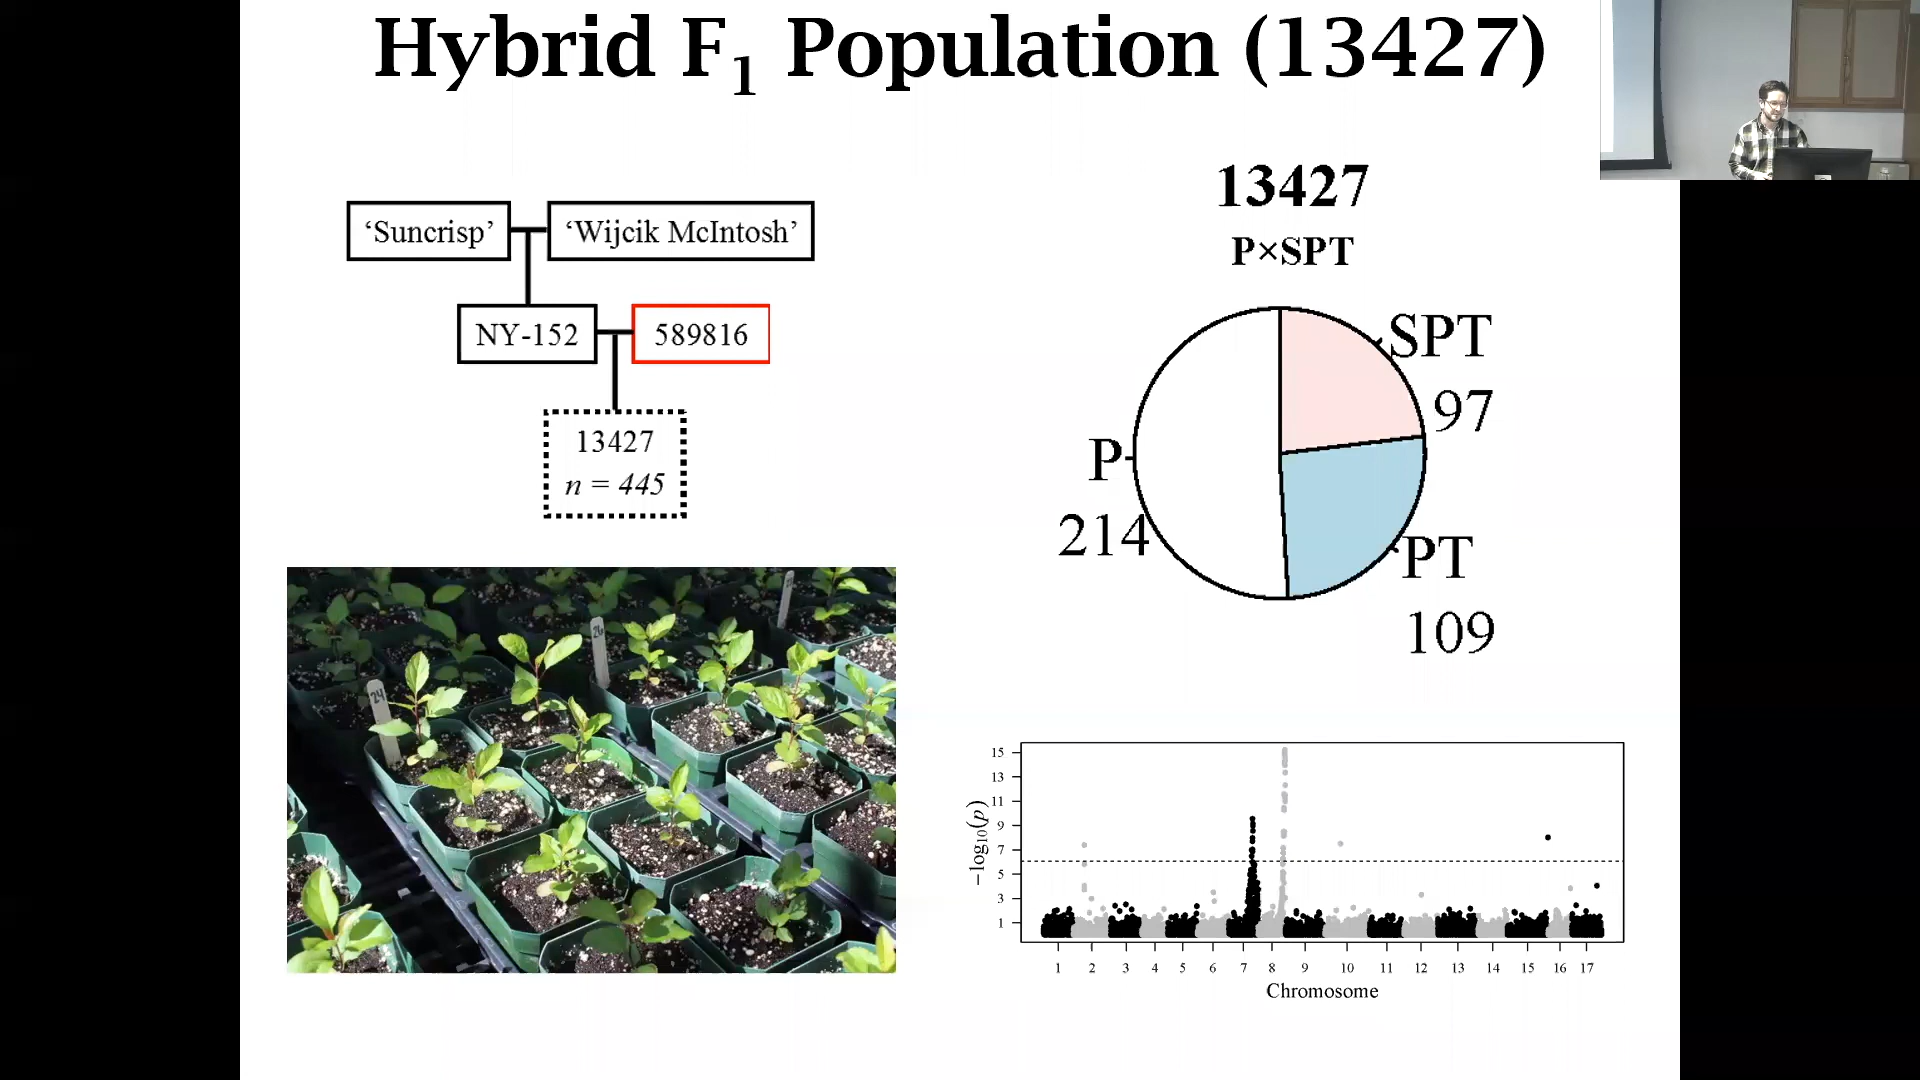 Hybrid F1 Population (13427)
‘Suncrisp’
‘Wijcik McIntosh’
NY-152
589816
13427
n = 445
13427
P×SPT
SPT
97
P
214
PT
109
24
26
−log10(p)
15
13
11
9
7
5
3
1
1 2 3 4 5 6 7 8 9 10 11 12 13 14 15 16 17
Chromosome